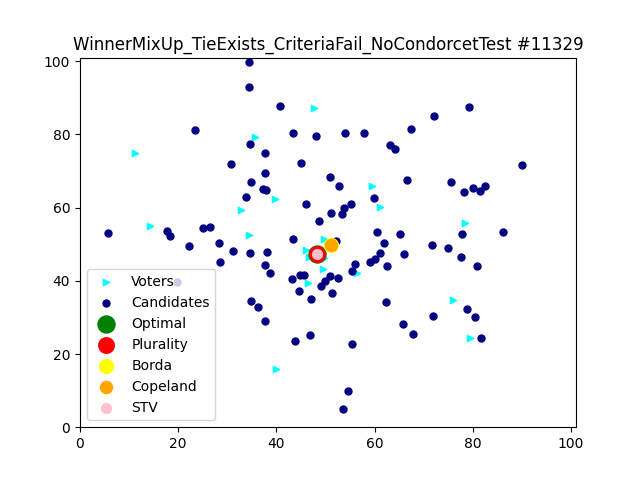 WinnerMixUp_TieExists_CriteriaFail_NoCondorcetTest #11329
100
80
60
40
20
0
0 20 40 60 80 100
Voters
Candidates
Optimal
Plurality
Borda
Copeland
STV